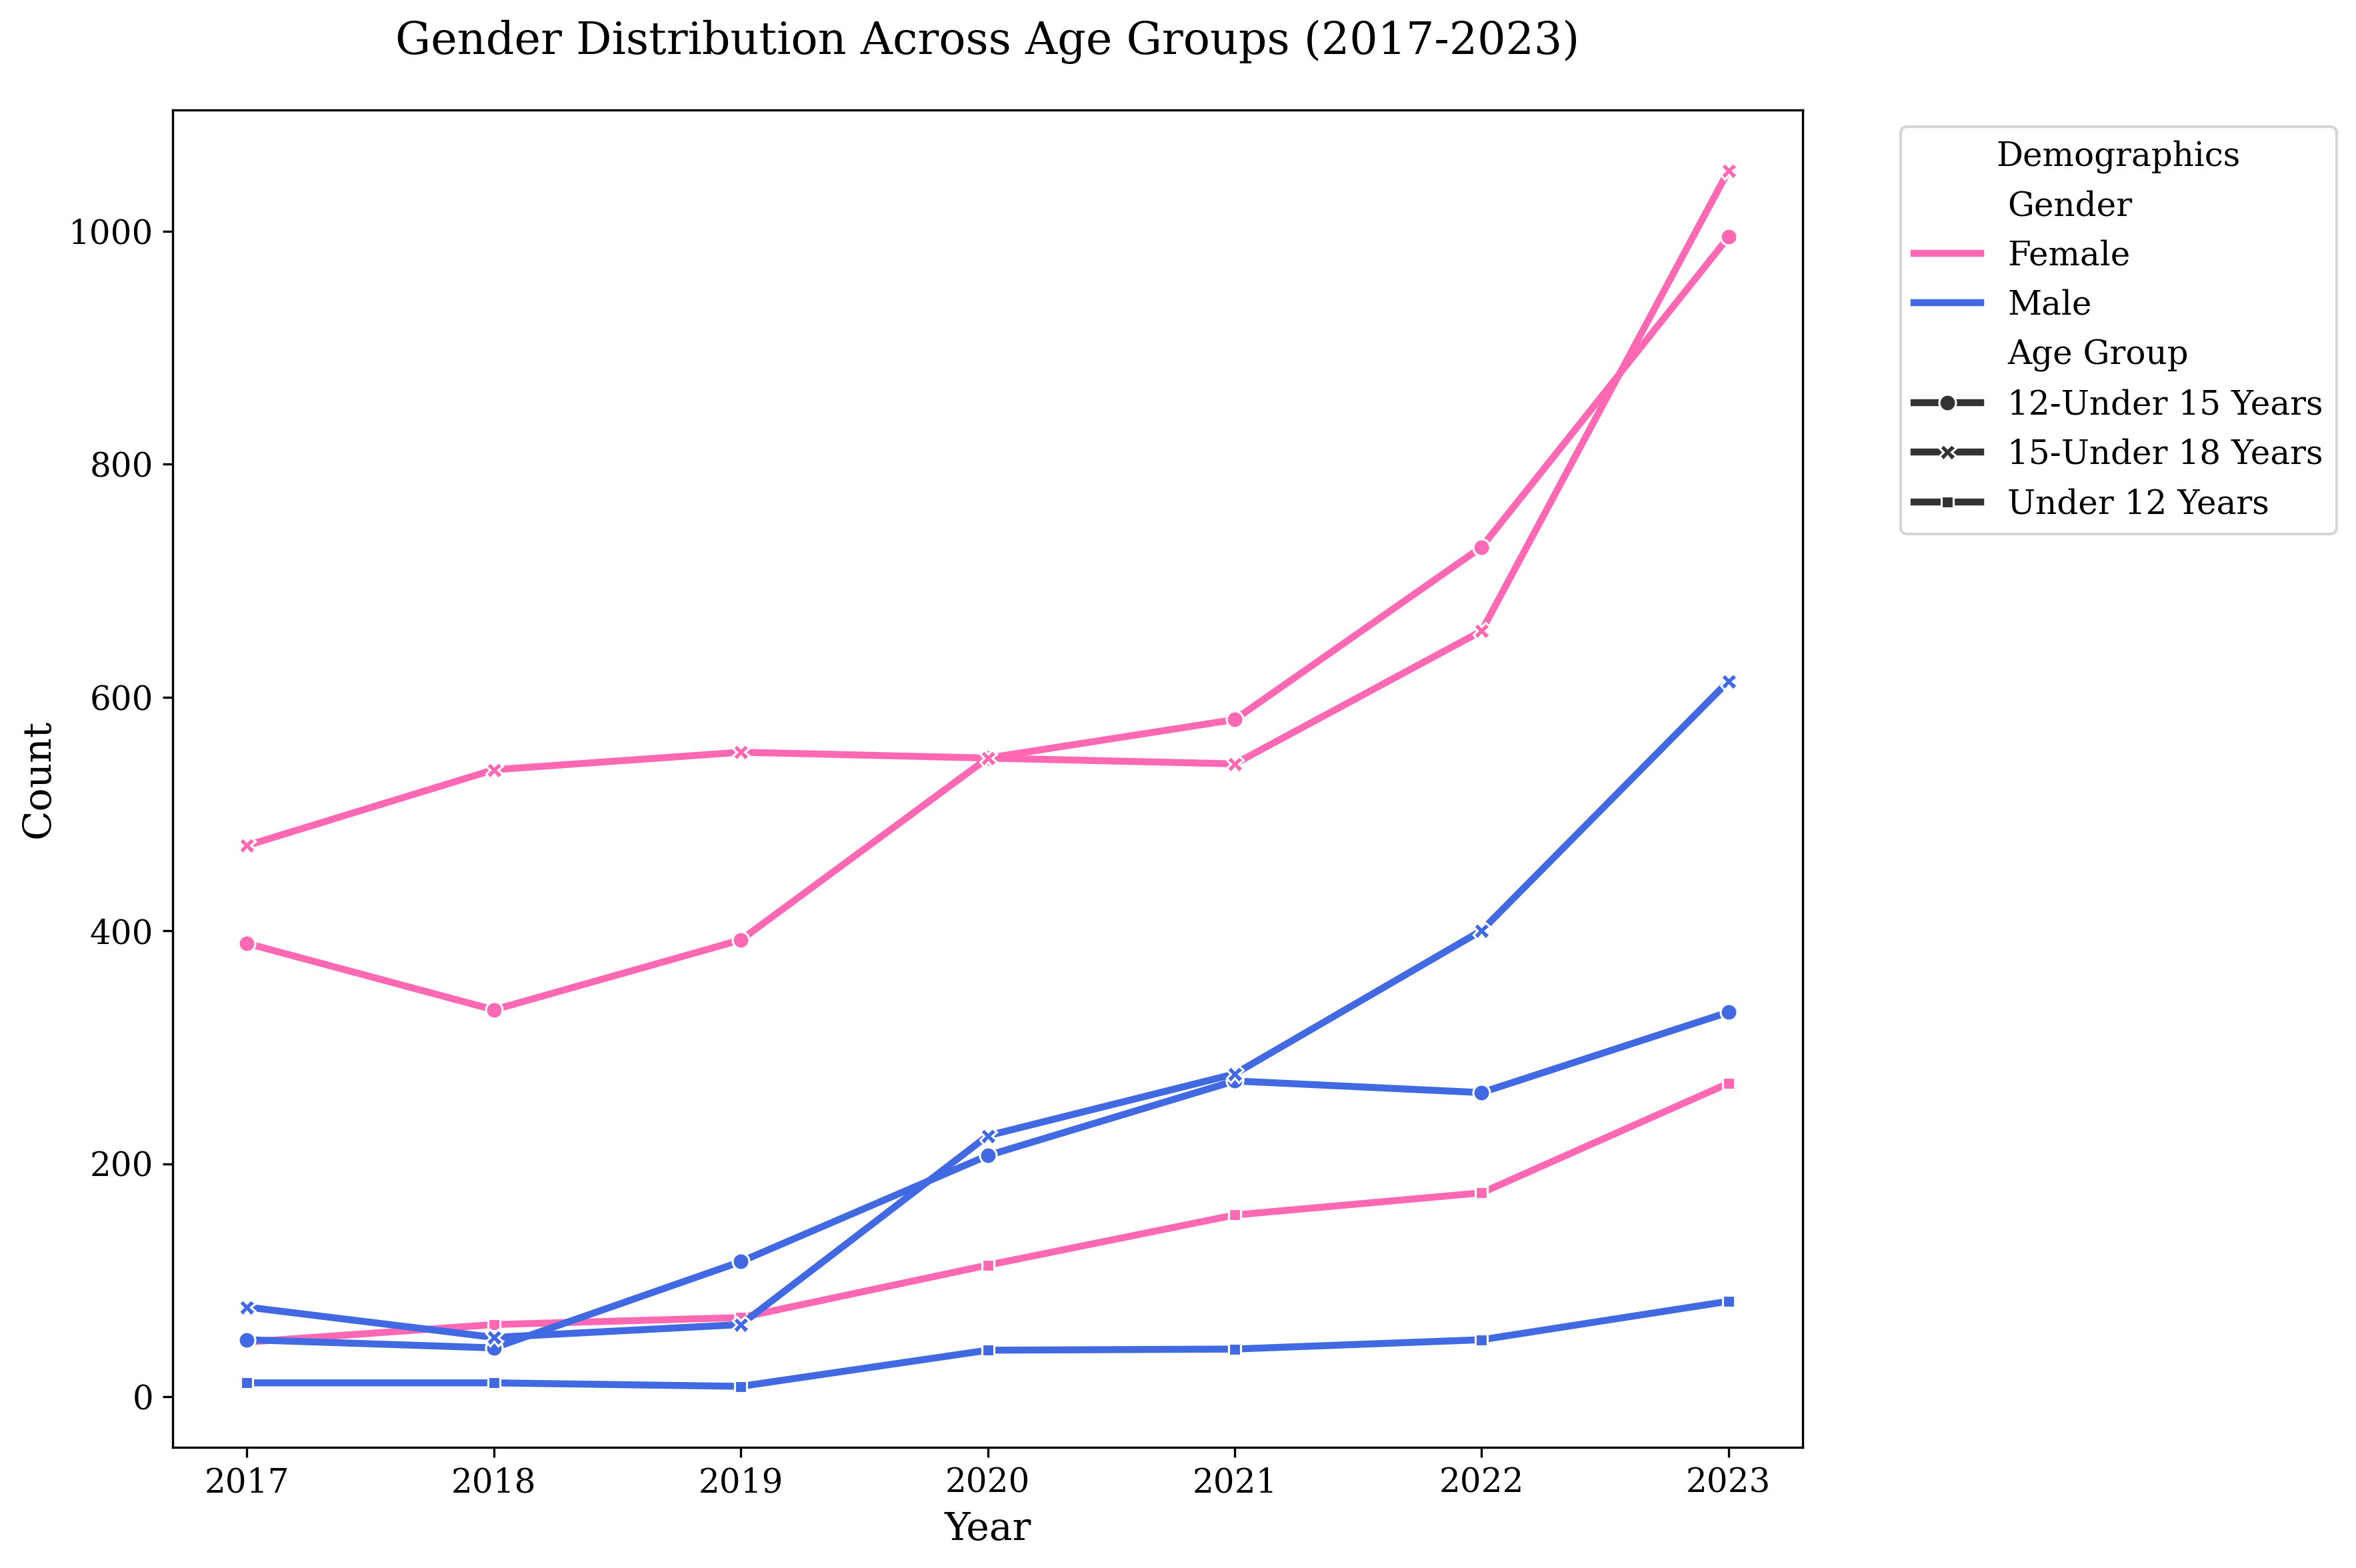 Gender Distribution Across Age Groups (2017-2023)
Demographics
Gender
Female
Male
Age Group
12-Under 15 Years
15-Under 18 Years
Under 12 Years
Count
1000
800
600
400
200
0
2017 2018 2019 2020 2021 2022 2023
Year